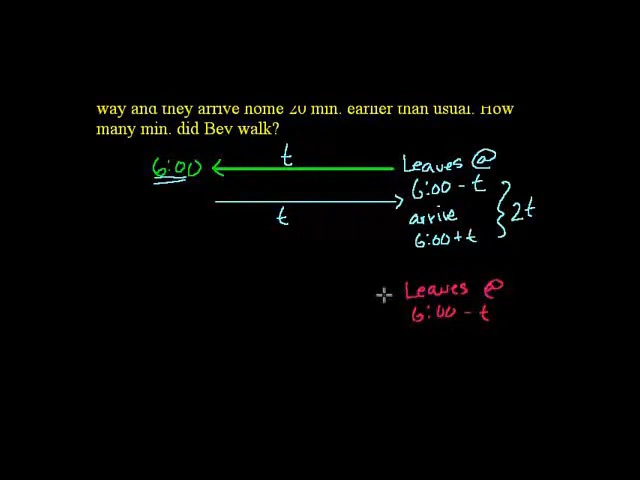 way and they arrive home 20 min. earlier than usual. How
many min. did Bev walk?
6:00
t
Leaves @
6:00 - t
arrive
6:00 + t
2t
t
Leaves @
6:00 - t